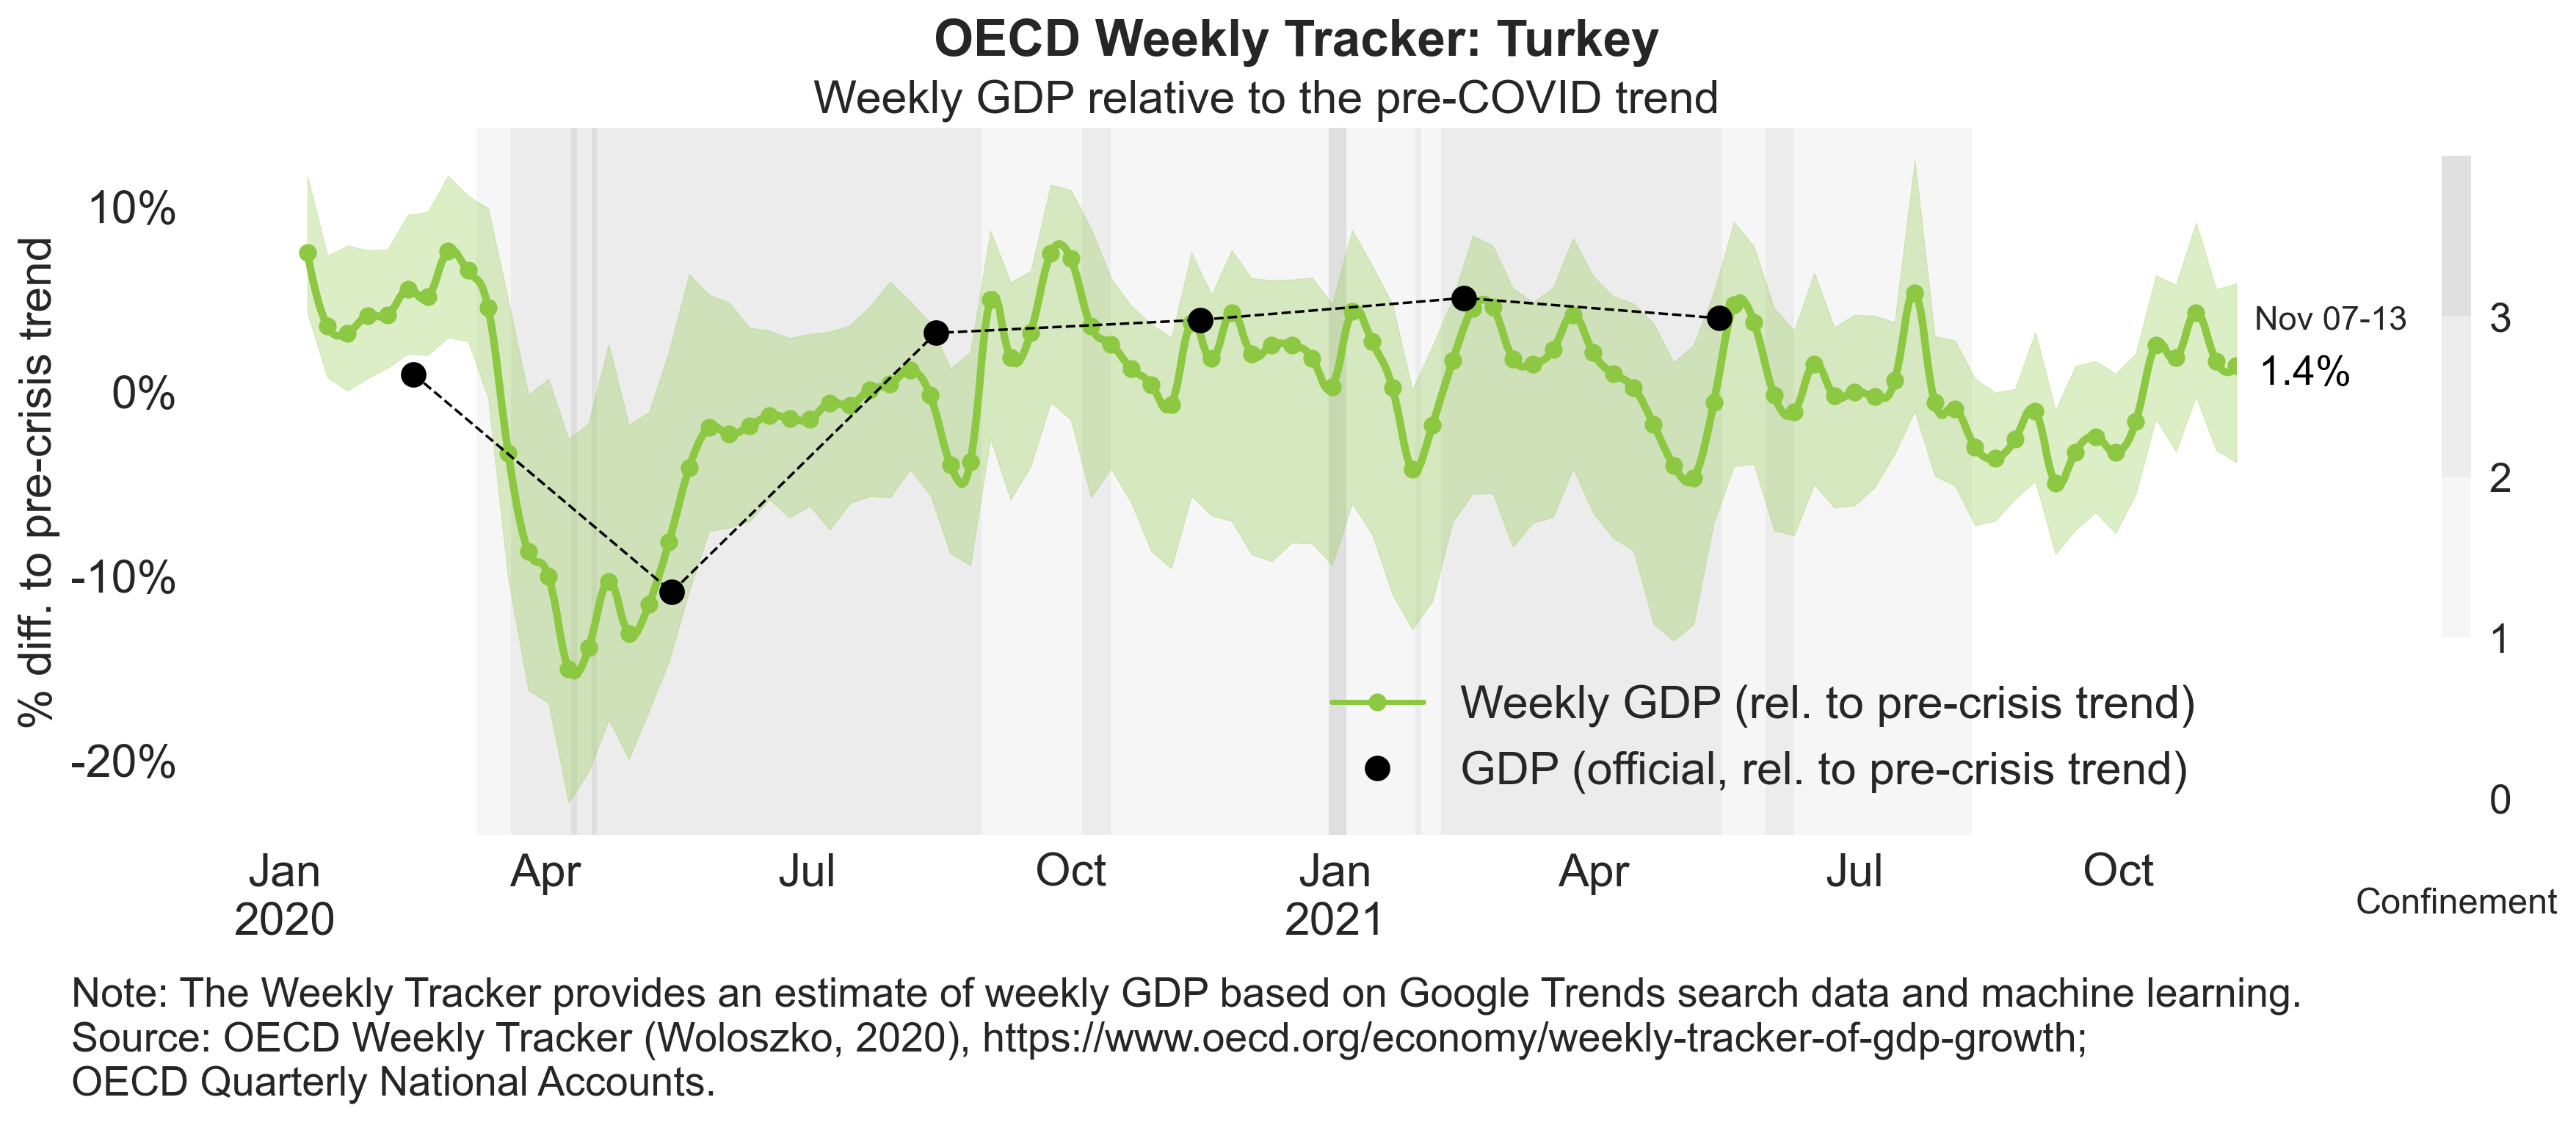 OECD Weekly Tracker: Turkey
Weekly GDP relative to the pre-COVID trend
% diff. to pre-crisis trend
10%
0%
-10%
-20%
Nov 07-13
1.4%
3
2
1
0
Weekly GDP (rel. to pre-crisis trend)
GDP (official, rel. to pre-crisis trend)
Jan Apr Jul Oct Jan Apr Jul Oct
2020 2021
Confinement
Note: The Weekly Tracker provides an estimate of weekly GDP based on Google Trends search data and machine learning.
Source: OECD Weekly Tracker (Woloszko, 2020), https://www.oecd.org/economy/weekly-tracker-of-gdp-growth;
OECD Quarterly National Accounts.